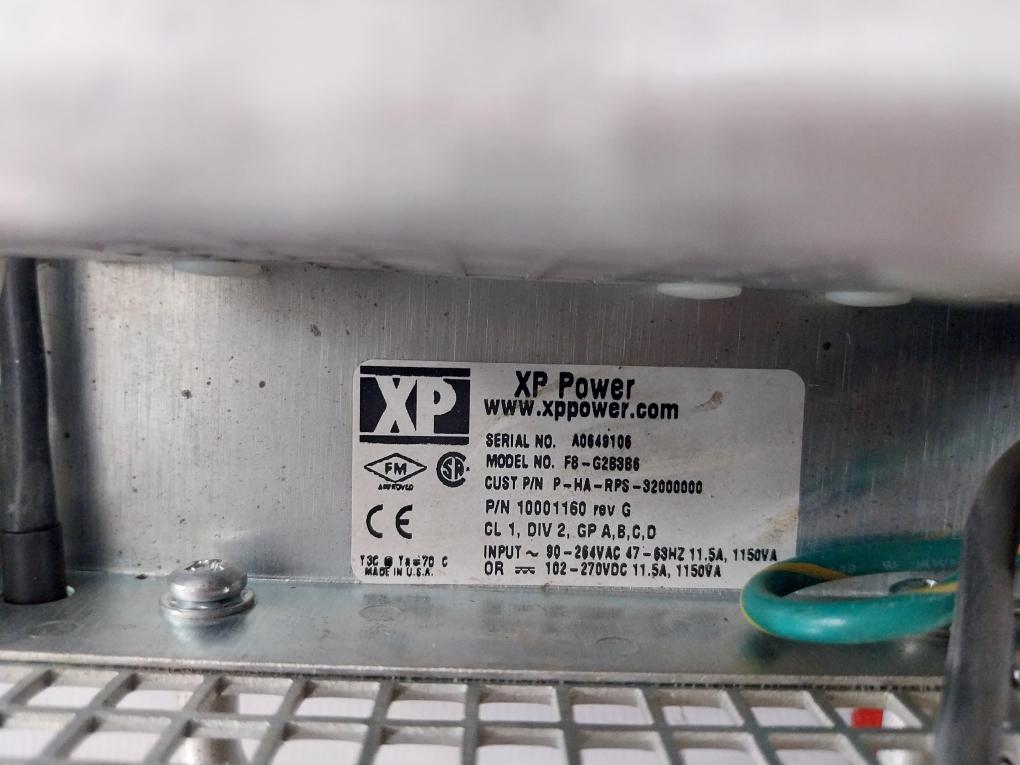 XP
XP Power
www.xppower.com
SERIAL NO. A0649106
MODEL NO. F8-G2B3B6
CUST P/N P-HA-RPS-32000000
P/N 10001160 rev G
CL 1, DIV 2, GP A,B,C,D
INPUT ~ 90-264VAC 47-63HZ 11.5A, 1150VA
OR ⎓ 102-270VDC 11.5A, 1150VA
FM
APPROVED
CE
T3C @ Ta=70 C
MADE IN U.S.A.